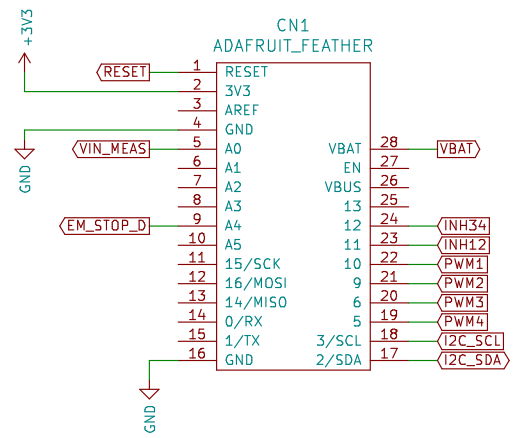 CN1
ADAFRUIT_FEATHER
+3V3
RESET 1 RESET
2 3V3
3 AREF
4 GND
GND
VIN_MEAS 5 A0 VBAT 28 VBAT
6 A1 EN 27
7 A2 VBUS 26
8 A3 13 25
EM_STOP_D 9 A4 12 24 INH34
10 A5 11 23 INH12
11 15/SCK 10 22 PWM1
12 16/MOSI 9 21 PWM2
13 14/MISO 6 20 PWM3
14 0/RX 5 19 PWM4
15 1/TX 3/SCL 18 I2C_SCL
16 GND 2/SDA 17 I2C_SDA
GND